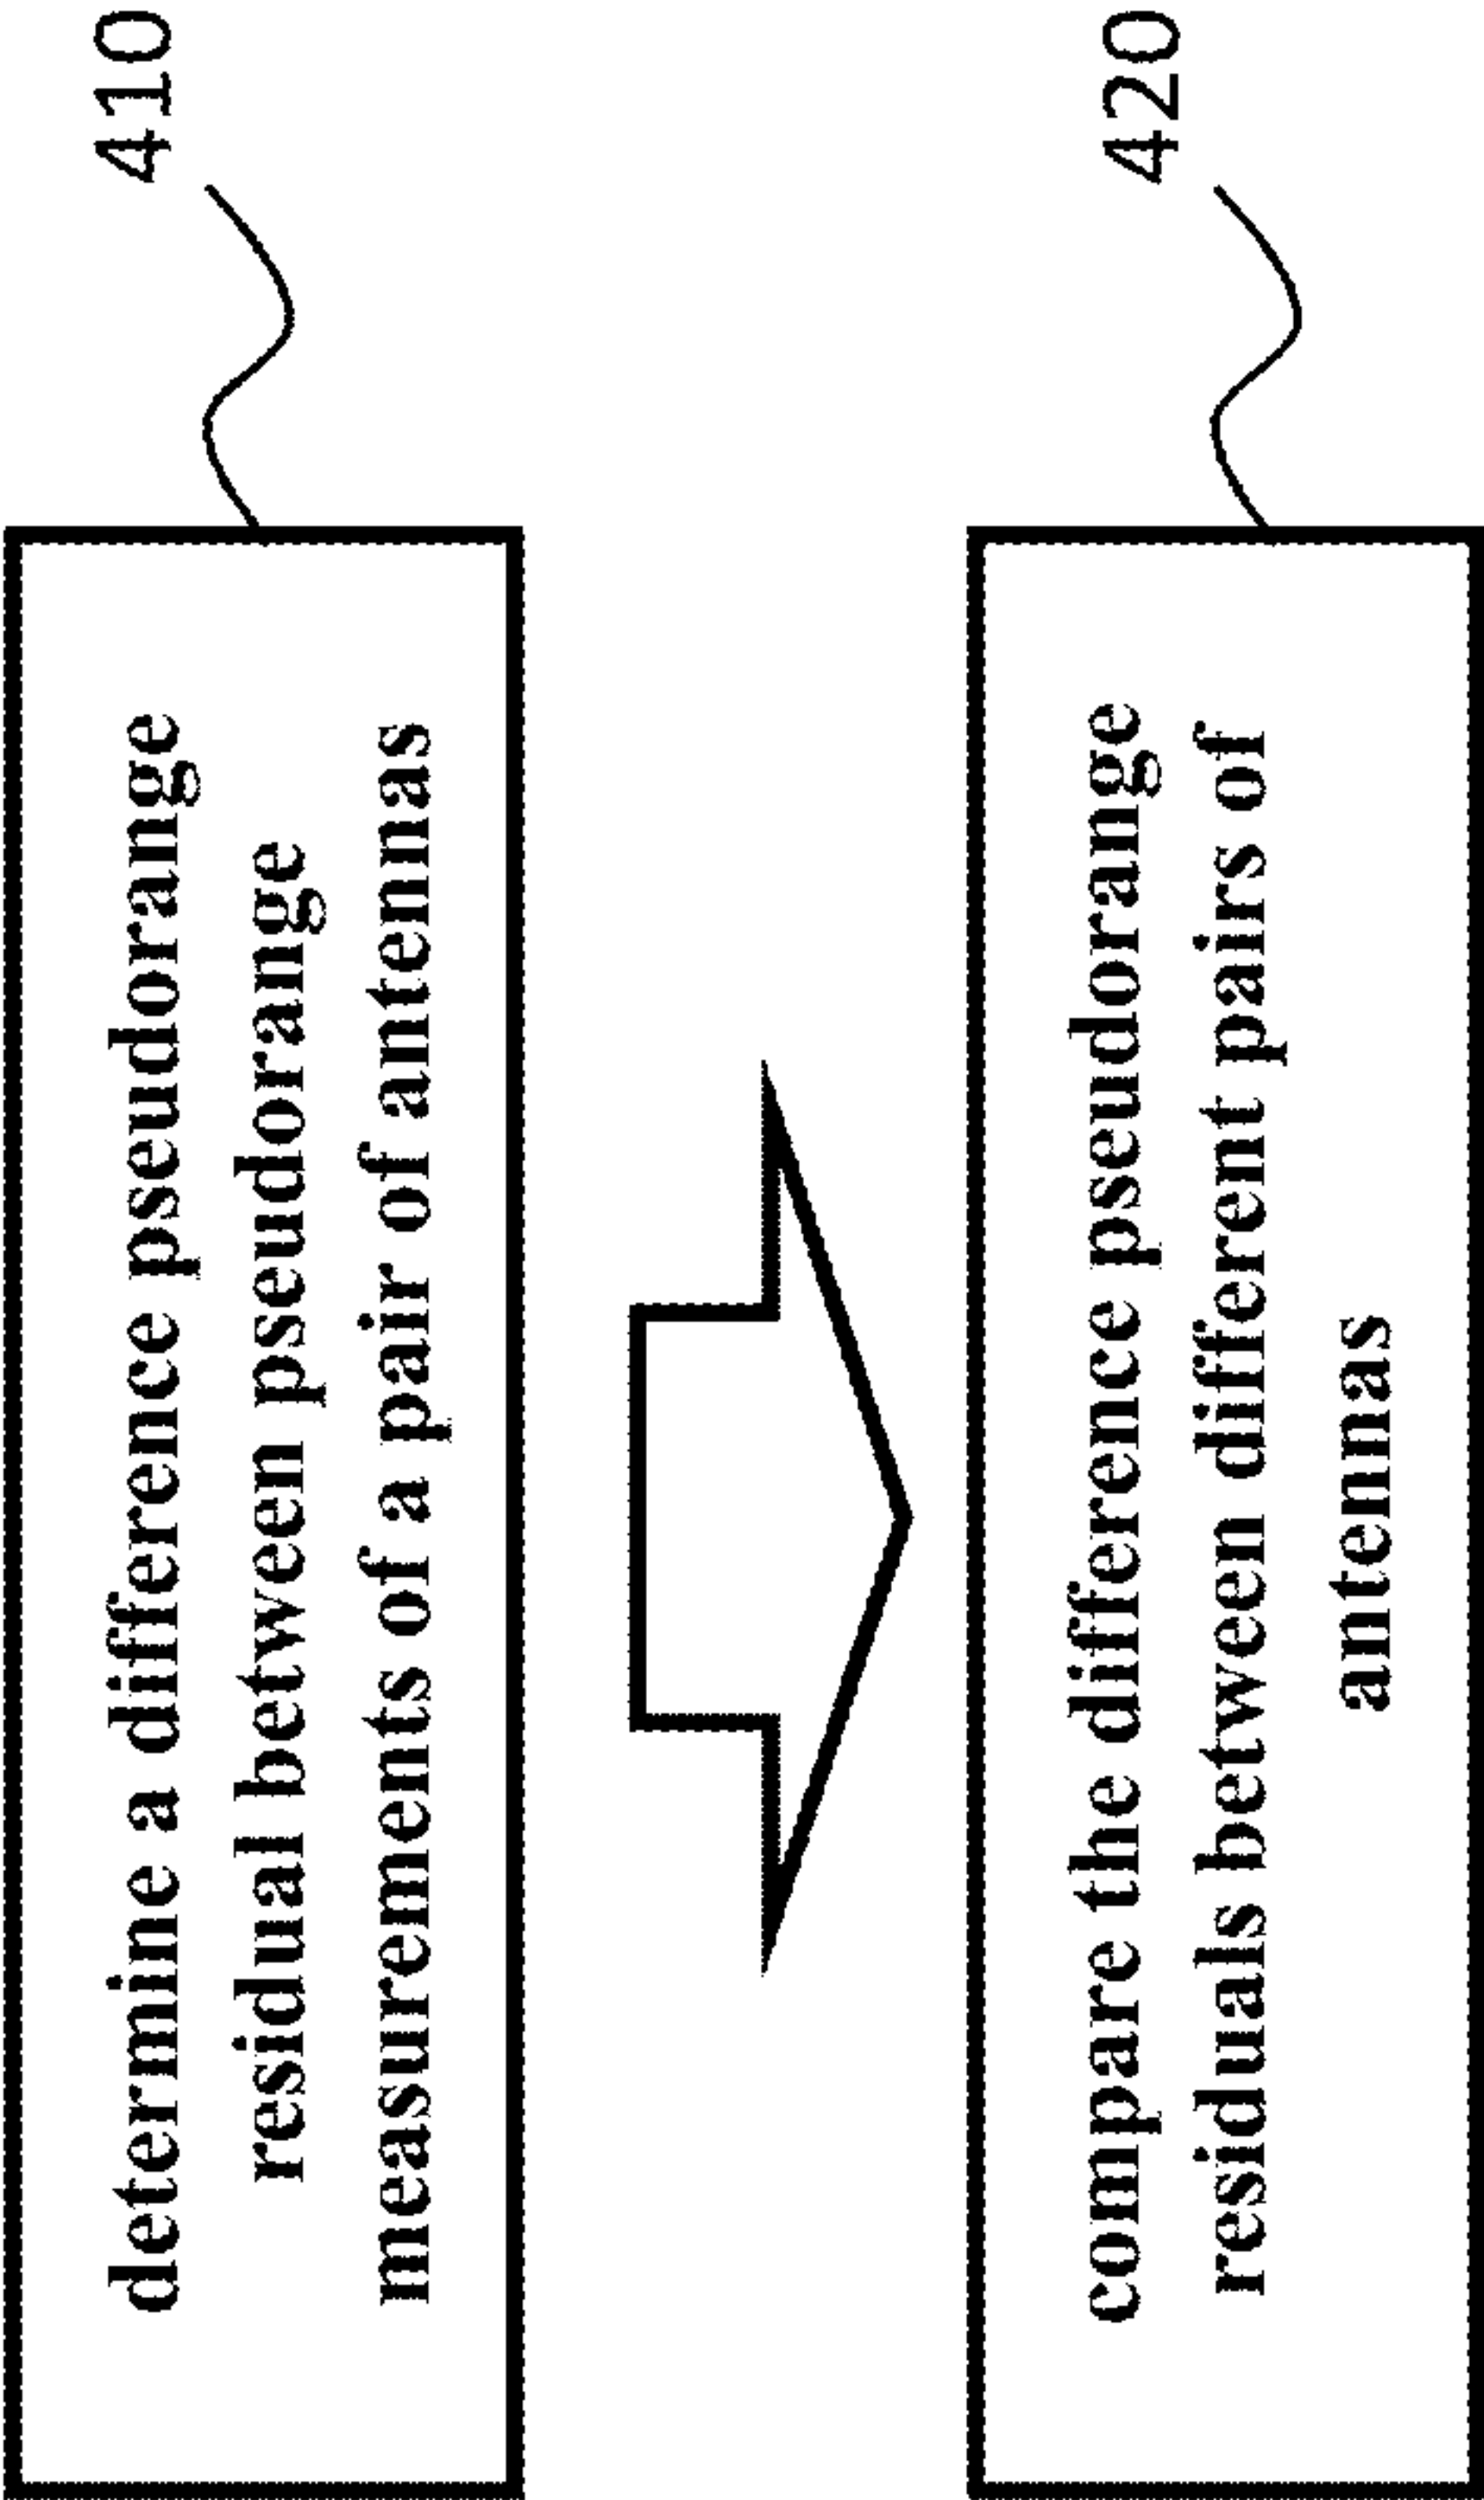 determine a difference pseudorange
residual between pseudorange
measurements of a pair of antennas
410
compare the difference pseudorange
residuals between different pairs of
antennas
420